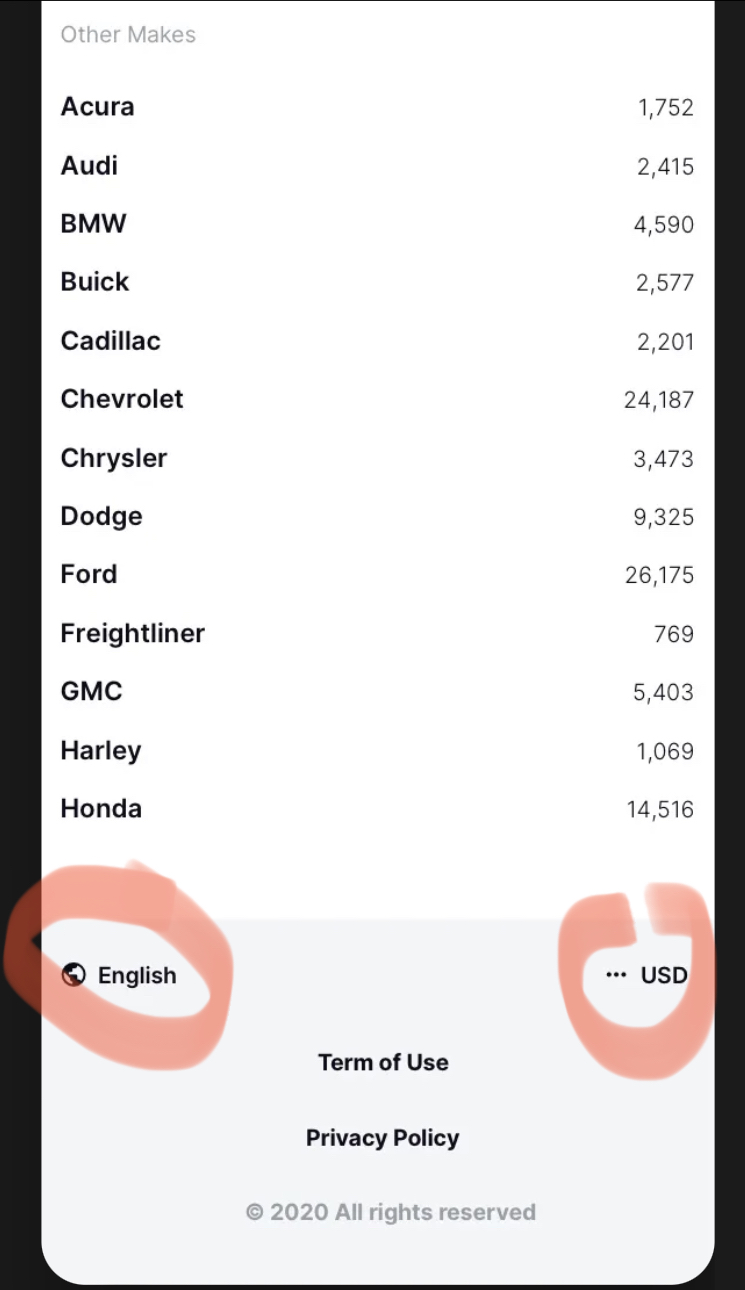 Other Makes
Acura 1,752
Audi 2,415
BMW 4,590
Buick 2,577
Cadillac 2,201
Chevrolet 24,187
Chrysler 3,473
Dodge 9,325
Ford 26,175
Freightliner 769
GMC 5,403
Harley 1,069
Honda 14,516
English ••• USD
Term of Use
Privacy Policy
© 2020 All rights reserved